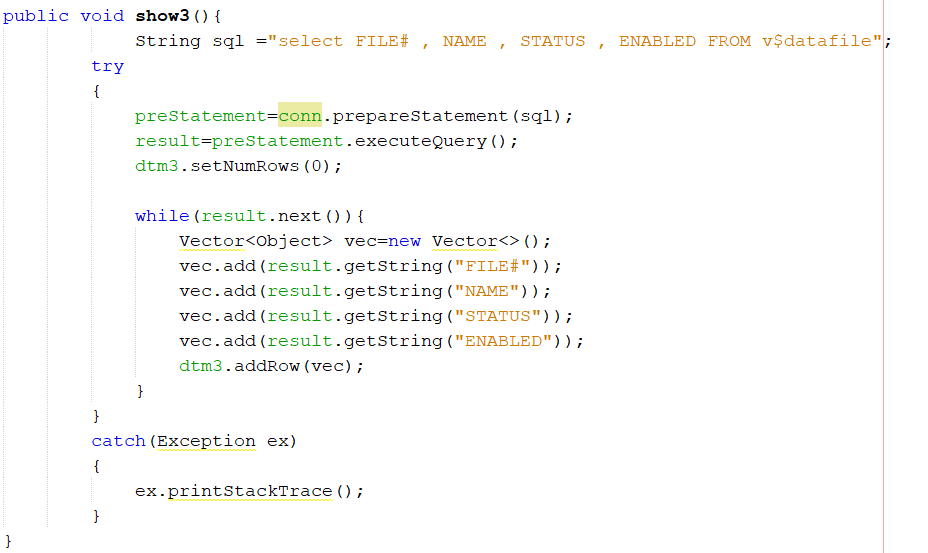 public void show3(){
String sql ="select FILE# , NAME , STATUS , ENABLED FROM v$datafile";
try
{
preStatement=conn.prepareStatement(sql);
result=preStatement.executeQuery();
dtm3.setNumRows(0);
while(result.next()){
Vector<Object> vec=new Vector<>();
vec.add(result.getString("FILE#"));
vec.add(result.getString("NAME"));
vec.add(result.getString("STATUS"));
vec.add(result.getString("ENABLED"));
dtm3.addRow(vec);
}
}
catch(Exception ex)
{
ex.printStackTrace();
}
}